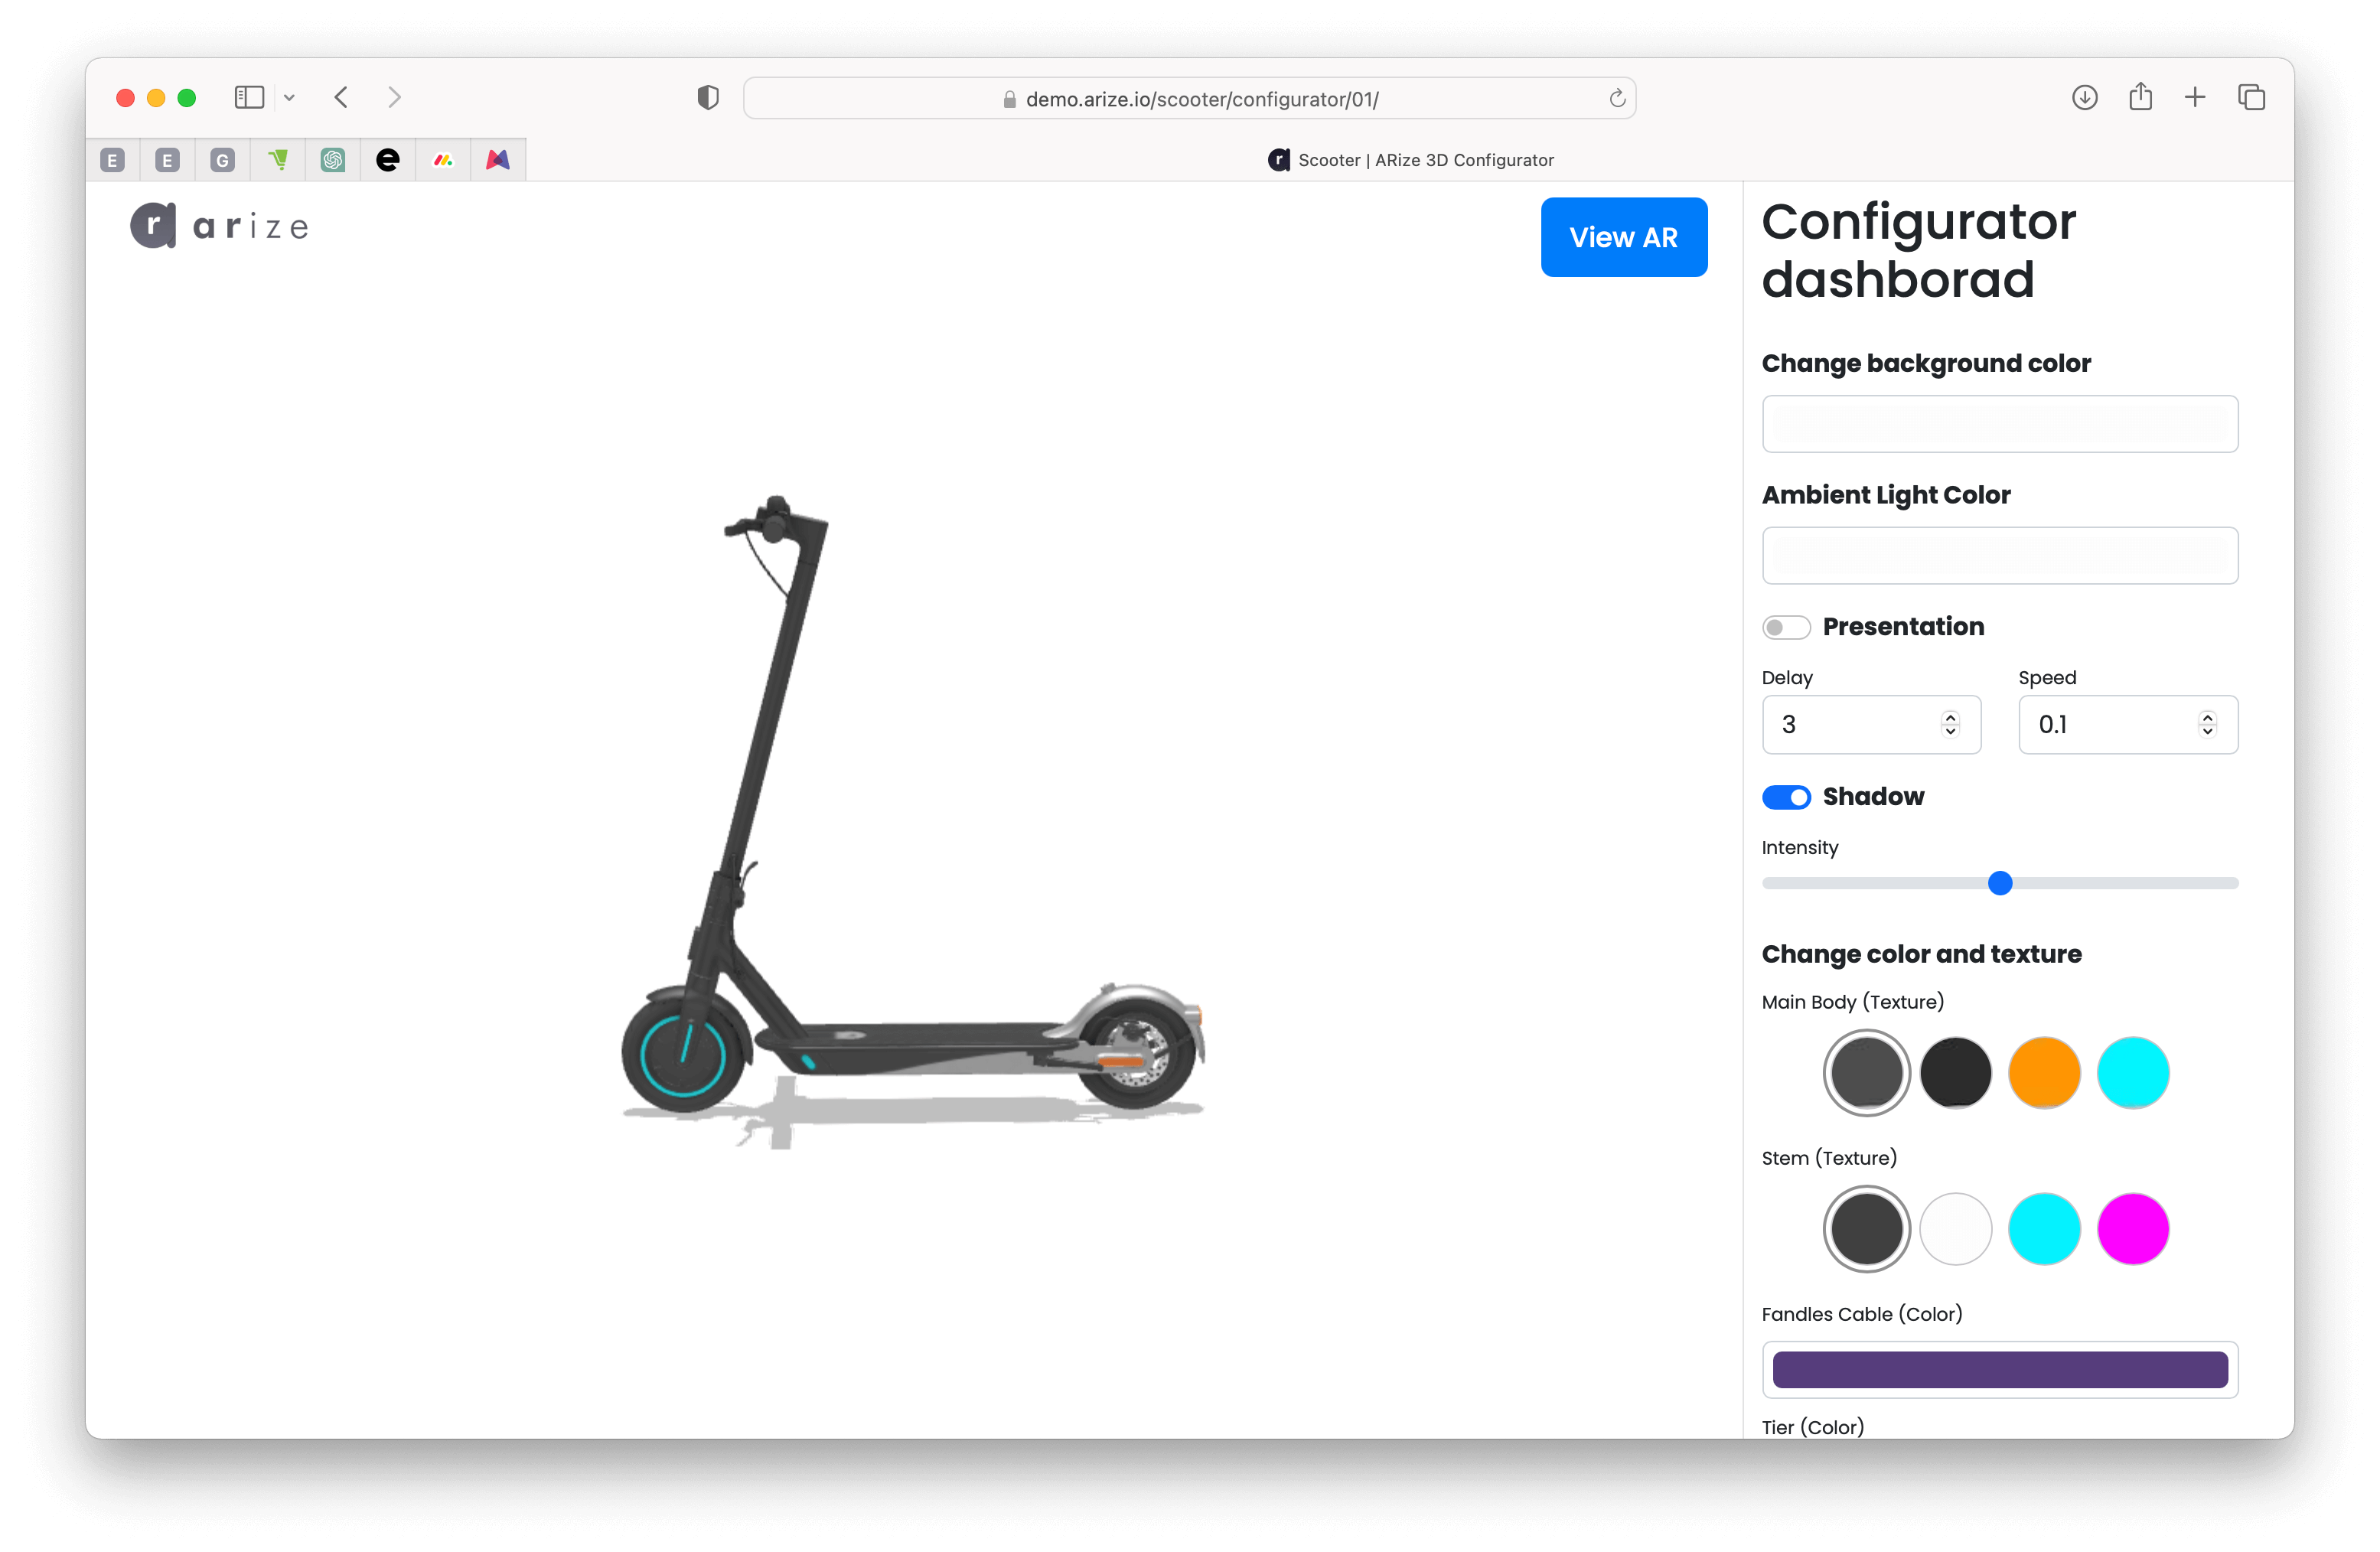 demo.arize.io/scooter/configurator/01/
E
E
G
e
r Scooter | ARize 3D Configurator
r arize
View AR
Configurator
dashborad
Change background color
Ambient Light Color
Presentation
Delay Speed
3 0.1
Shadow
Intensity
Change color and texture
Main Body (Texture)
Stem (Texture)
Fandles Cable (Color)
Tier (Color)